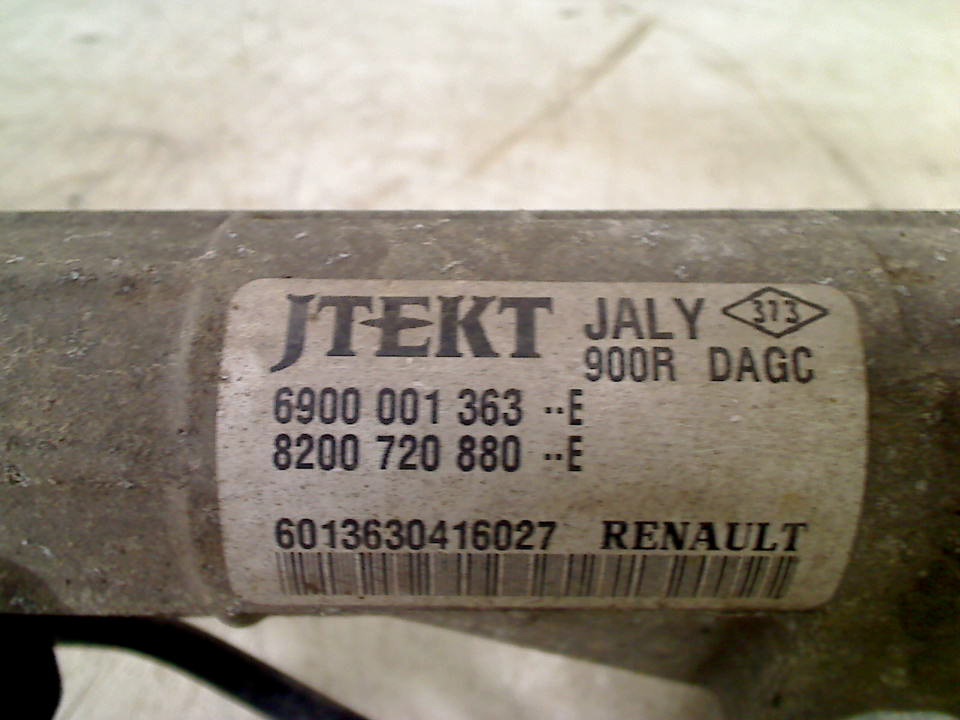 JTEKT JALY 373
900R DAGC
6900 001 363 --E
8200 720 880 --E
6013630416027 RENAULT